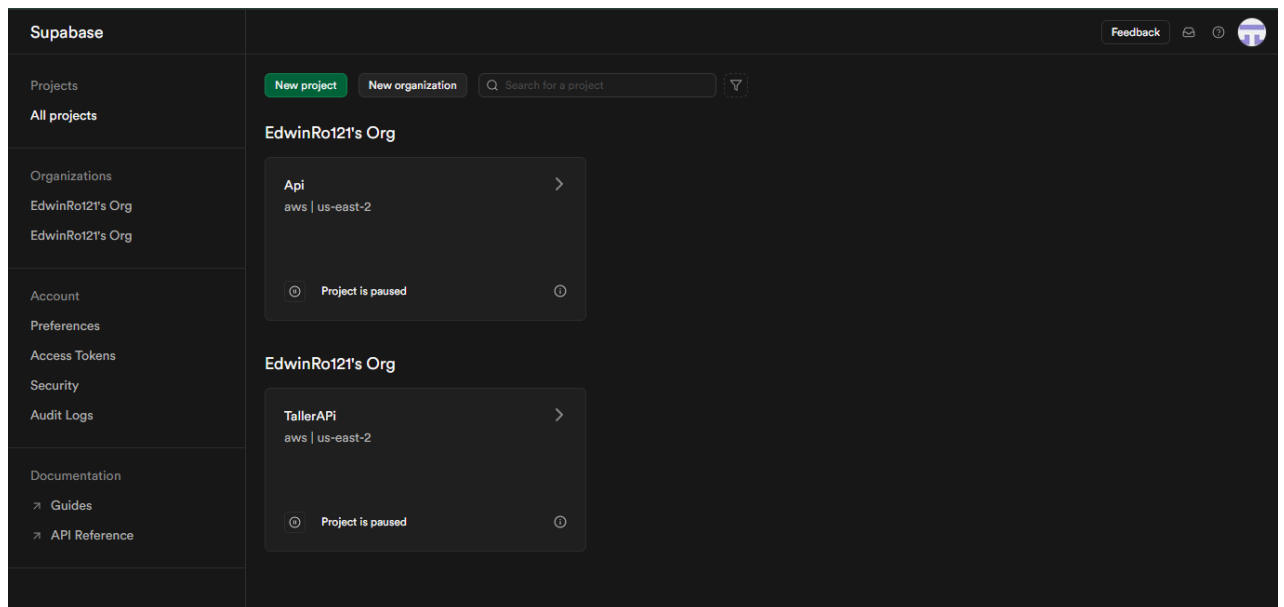 Supabase
Feedback
Projects
All projects
Organizations
EdwinRo121's Org
EdwinRo121's Org
Account
Preferences
Access Tokens
Security
Audit Logs
Documentation
Guides
API Reference
New project
New organization
Search for a project
EdwinRo121's Org
Api
aws | us-east-2
Project is paused
EdwinRo121's Org
TallerAPi
aws | us-east-2
Project is paused